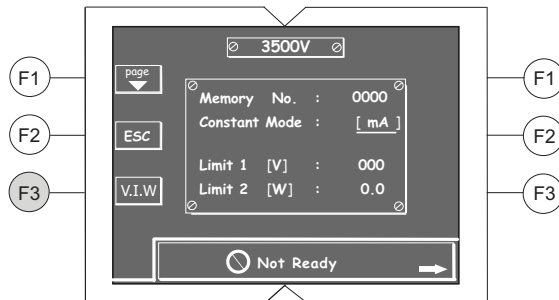 3500V
F1 page F1
Memory No. : 0000
F2 ESC Constant Mode : [ mA ] F2
Limit 1 [V] : 000
F3 V.I.W Limit 2 [W] : 0.0 F3
Not Ready